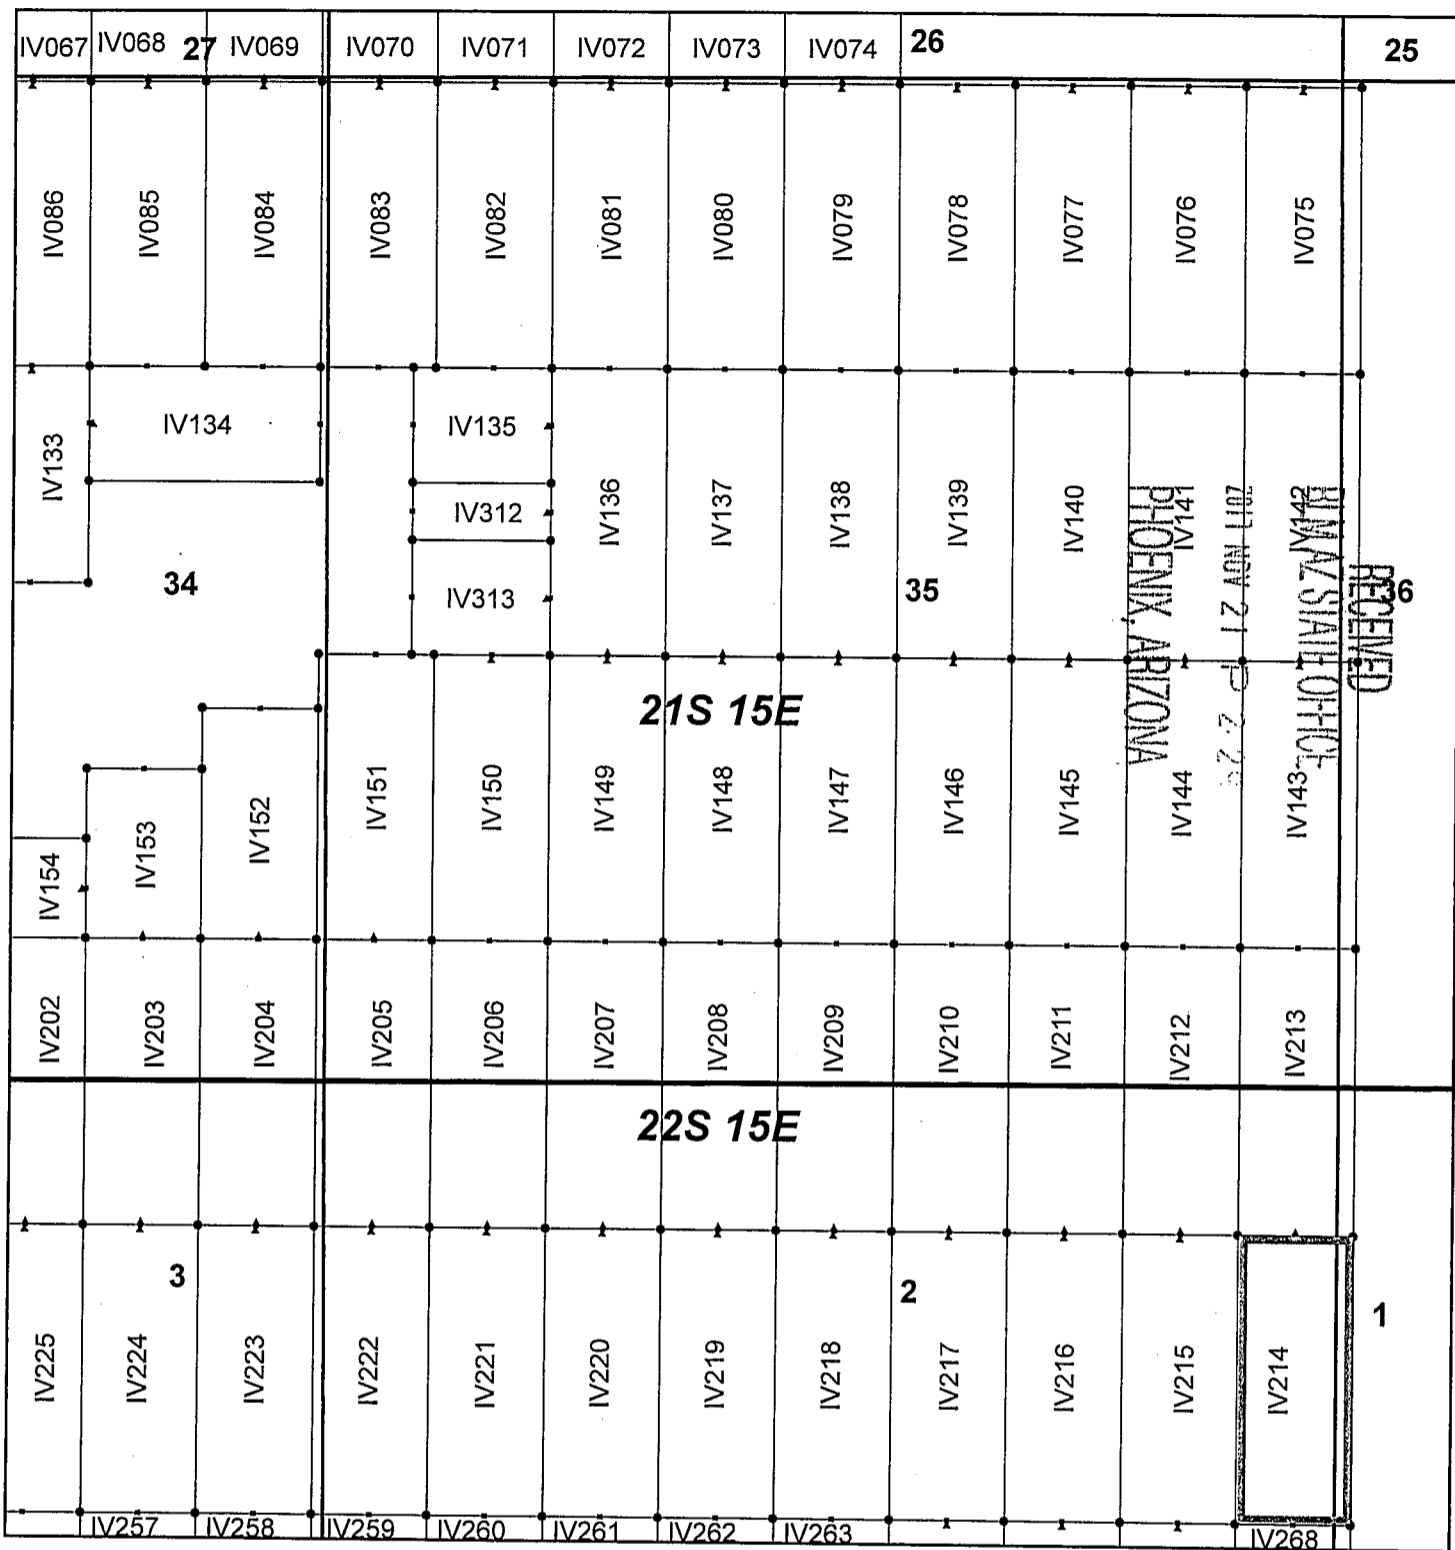 IV067 IV068 27 IV069 IV070 IV071 IV072 IV073 IV074 26 25
IV086 IV085 IV084 IV083 IV082 IV081 IV080 IV079 IV078 IV077 IV076 IV075
IV133 IV134 IV135 IV136 IV137 IV138 IV139 IV140 IV141 IV142
IV312
34 IV313 35 36
RECEIVED
BLM AZ STATE OFFICE
2017 NOV 21 P 2:
PHOENIX, ARIZONA
21S 15E
IV154 IV153 IV152 IV151 IV150 IV149 IV148 IV147 IV146 IV145 IV144 IV143
IV202 IV203 IV204 IV205 IV206 IV207 IV208 IV209 IV210 IV211 IV212 IV213
22S 15E
3 2 1
IV225 IV224 IV223 IV222 IV221 IV220 IV219 IV218 IV217 IV216 IV215 IV214
IV257 IV258 IV259 IV260 IV261 IV262 IV263 IV268